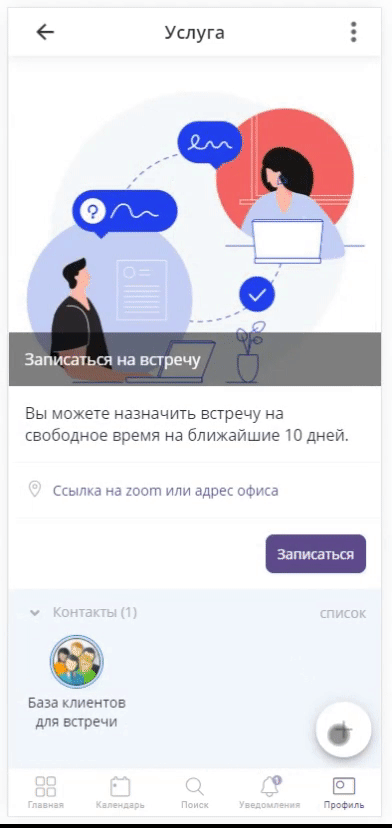 Услуга
Записаться на встречу
Вы можете назначить встречу на
свободное время на ближайшие 10 дней.
Ссылка на zoom или адрес офиса
Записаться
Контакты (1)
список
База клиентов
для встречи
1
Главная
Календарь
Поиск
Уведомления
Профиль